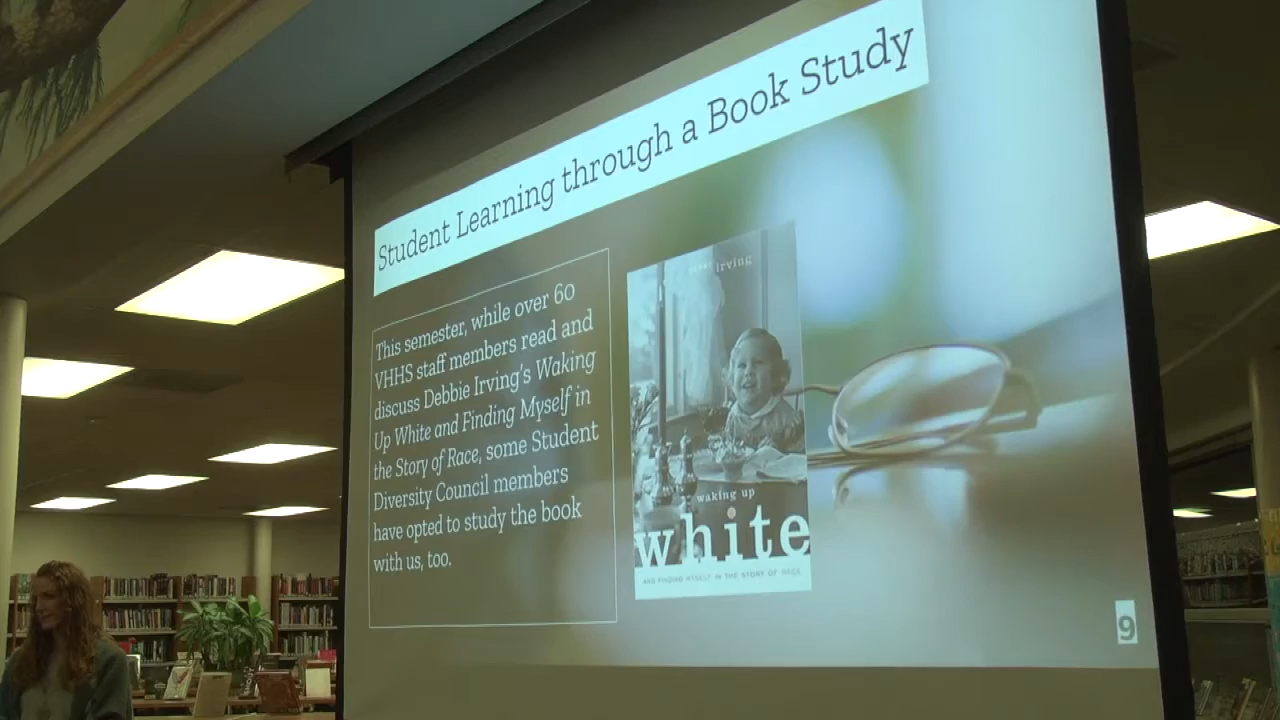 Student Learning through a Book Study
This semester, while over 60
VHHS staff members read and
discuss Debbie Irving's Waking
Up White and Finding Myself in
the Story of Race, some Student
Diversity Council members
have opted to study the book
with us, too.
irving
waking up
white
AND FINDING MYSELF IN THE STORY OF RACE
9